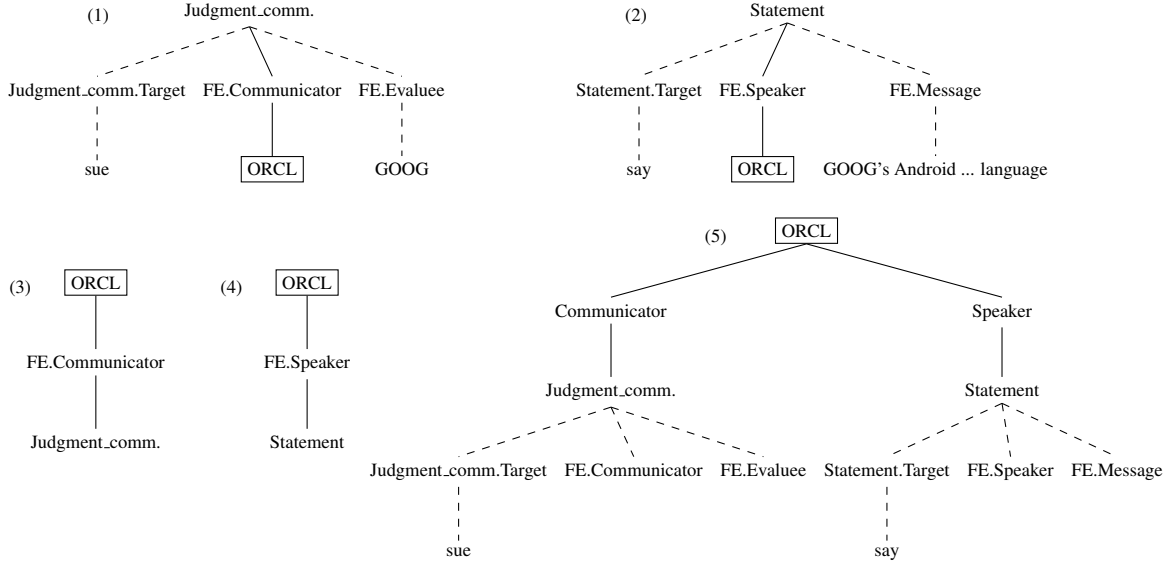 (1)
Judgment_comm.
Judgment_comm.Target FE.Communicator FE.Evaluee
sue ORCL GOOG
(2)
Statement
Statement.Target FE.Speaker FE.Message
say ORCL GOOG's Android ... language
(3)
ORCL
FE.Communicator
Judgment_comm.
(4)
ORCL
FE.Speaker
Statement
(5)
ORCL
Communicator Speaker
Judgment_comm. Statement
Judgment_comm.Target FE.Communicator FE.Evaluee Statement.Target FE.Speaker FE.Message
sue say